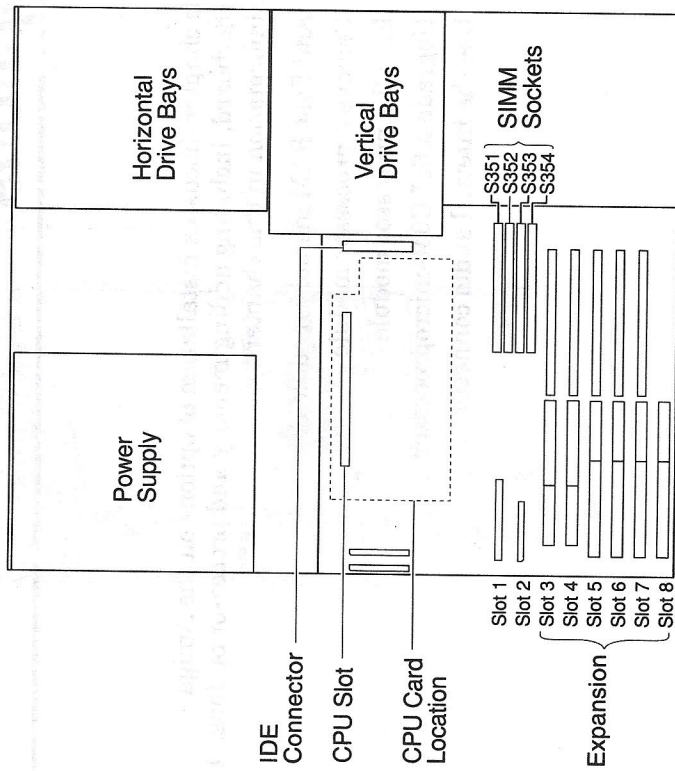 Horizontal
Drive Bays
Power
Supply
Vertical
Drive Bays
IDE
Connector
CPU Slot
CPU Card
Location
S351
S352
S353
S354
SIMM
Sockets
Slot 1
Slot 2
Slot 3
Slot 4
Slot 5
Slot 6
Slot 7
Slot 8
Expansion